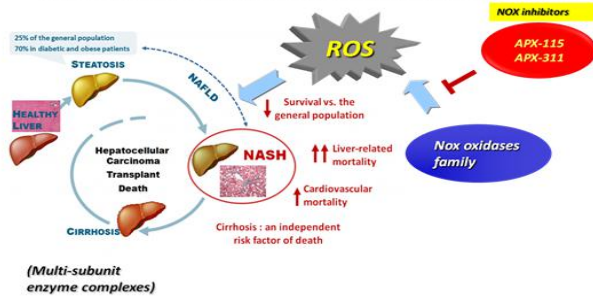 NOX inhibitors
APX-115
APX-311
ROS
25% of the general population
70% in diabetic and obese patients
STEATOSIS
NAFLD
HEALTHY
LIVER
Survival vs. the
general population
Nox oxidases
family
Hepatocellular
Carcinoma
Transplant
Death
NASH
Liver-related
mortality
Cardiovascular
mortality
CIRRHOSIS
Cirrhosis : an independent
risk factor of death
(Multi-subunit
enzyme complexes)